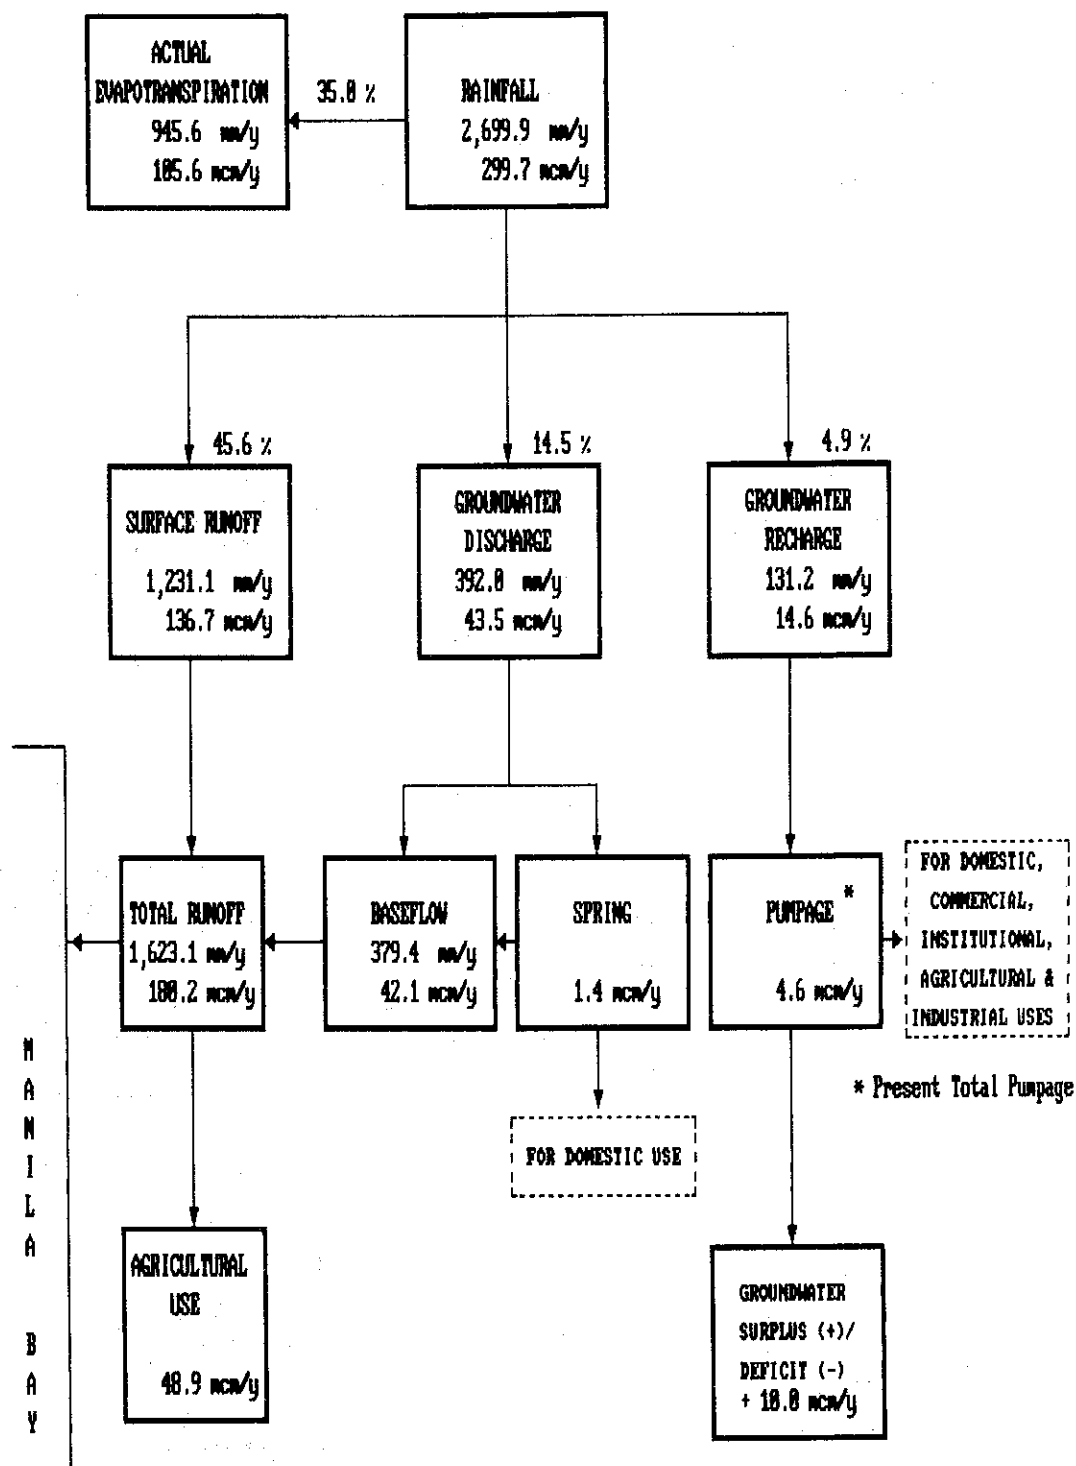 ACTUAL
EVAPOTRANSPIRATION
945.6 mm/y
105.6 mcm/y
35.0 %
RAINFALL
2,699.9 mm/y
299.7 mcm/y
45.6 %
SURFACE RUNOFF
1,231.1 mm/y
136.7 mcm/y
14.5 %
GROUNDWATER
DISCHARGE
392.0 mm/y
43.5 mcm/y
4.9 %
GROUNDWATER
RECHARGE
131.2 mm/y
14.6 mcm/y
TOTAL RUNOFF
1,623.1 mm/y
180.2 mcm/y
BASEFLOW
379.4 mm/y
42.1 mcm/y
SPRING
1.4 mcm/y
PUMPAGE *
4.6 mcm/y
FOR DOMESTIC,
COMMERCIAL,
INSTITUTIONAL,
AGRICULTURAL &
INDUSTRIAL USES
* Present Total Pumpage
FOR DOMESTIC USE
AGRICULTURAL
USE
48.9 mcm/y
GROUNDWATER
SURPLUS (+)/
DEFICIT (-)
+ 10.0 mcm/y
MANILA BAY